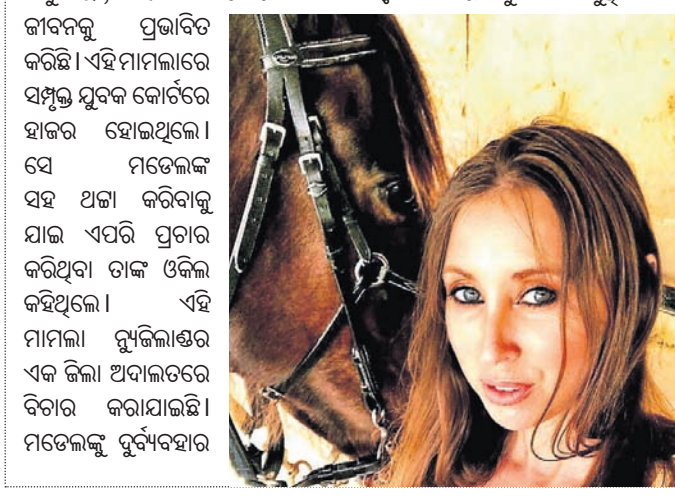 ଜୀବନକୁ ପ୍ରଭାବିତ
କରିଛି । ଏହି ମାମଲାରେ
ସମ୍ପୃକ୍ତ ଯୁବକ କୋର୍ଟରେ
ହାଜର ହୋଇଥିଲେ ।
ସେ ମଡେଲଙ୍କ
ସହ ଥଟ୍ଟା କରିବାକୁ
ଯାଇ ଏପରି ପ୍ରଚାର
କରିଥିବା ତାଙ୍କ ଓକିଲ
କହିଥିଲେ । ଏହି
ମାମଲା ନ୍ୟୁଜିଲାଣ୍ଡର
ଏକ ଜିଲା ଅଦାଲତରେ
ବିଚାର କରାଯାଇଛି ।
ମଡେଲଙ୍କୁ ଦୁର୍ବ୍ୟବହାର